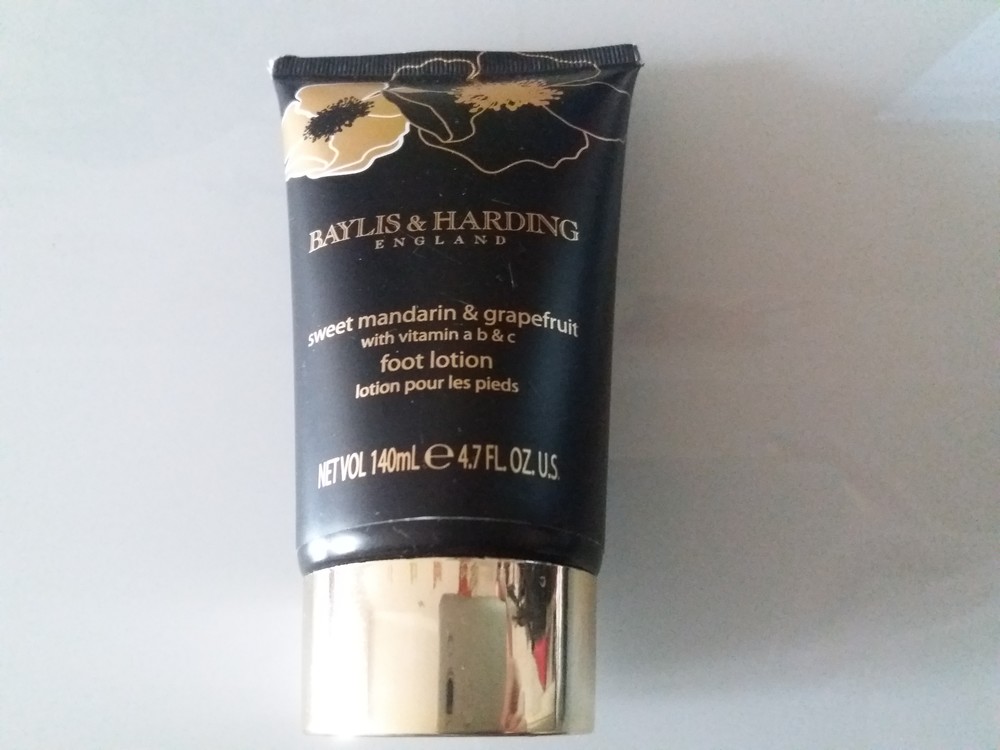 BAYLIS & HARDING
ENGLAND
sweet mandarin & grapefruit
with vitamin a b & c
foot lotion
lotion pour les pieds
NET VOL 140mL e 4.7 FL. OZ. U.S.